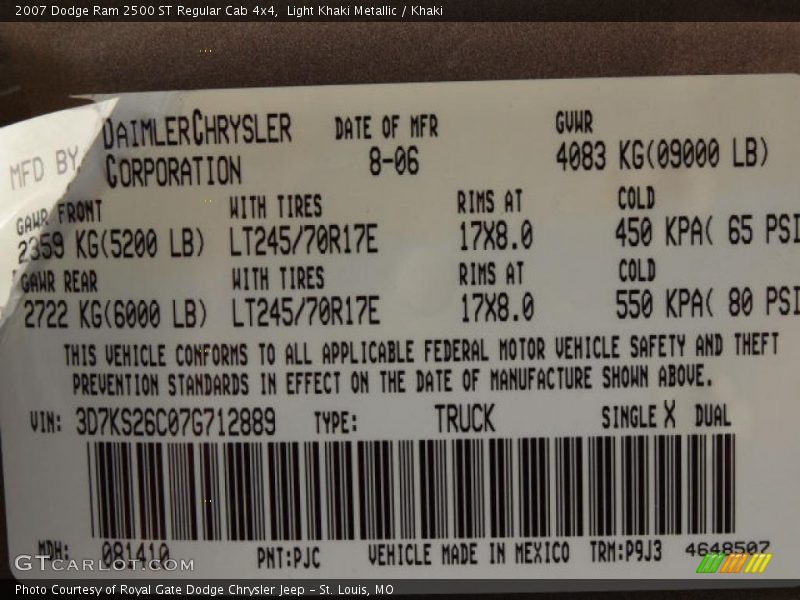 2007 Dodge Ram 2500 ST Regular Cab 4x4,  Light Khaki Metallic / Khaki
MFD BY DAIMLERCHRYSLER CORPORATION
DATE OF MFR
8-06
GVWR
4083 KG(09000 LB)
GAWR FRONT WITH TIRES RIMS AT COLD
2359 KG(5200 LB) LT245/70R17E 17X8.0 450 KPA( 65 PSI
GAWR REAR WITH TIRES RIMS AT COLD
2722 KG(6000 LB) LT245/70R17E 17X8.0 550 KPA( 80 PSI
THIS VEHICLE CONFORMS TO ALL APPLICABLE FEDERAL MOTOR VEHICLE SAFETY AND THEFT
PREVENTION STANDARDS IN EFFECT ON THE DATE OF MANUFACTURE SHOWN ABOVE.
VIN: 3D7KS26C07G712889 TYPE: TRUCK SINGLE X DUAL
MDH: 081410 PNT:PJC VEHICLE MADE IN MEXICO TRM:P9J3 4648507
GTCARLOT.COM
Photo Courtesy of Royal Gate Dodge Chrysler Jeep – St. Louis, MO